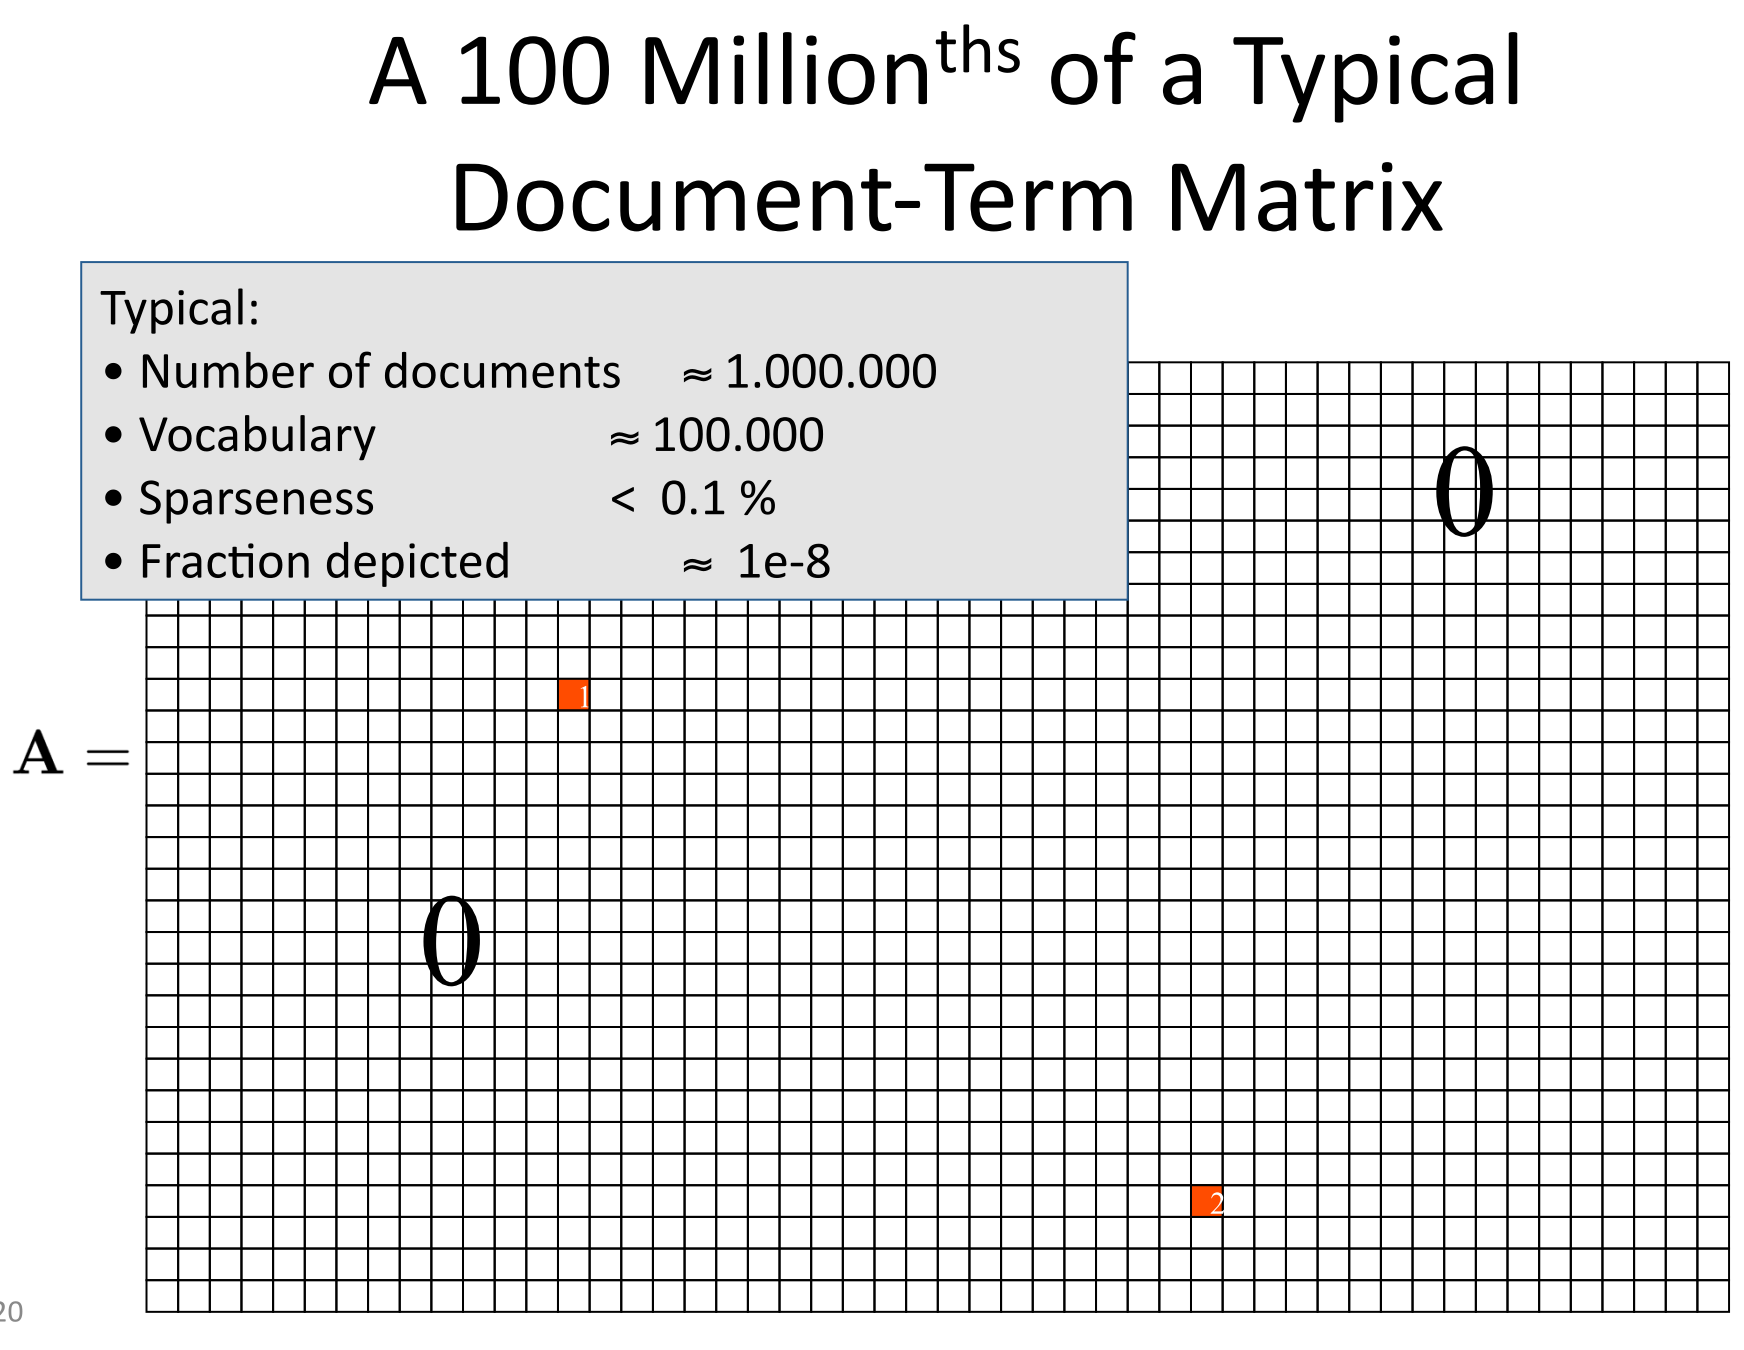 A 100 Millionths of a Typical
Document-Term Matrix
Typical:
• Number of documents ≈ 1.000.000
• Vocabulary ≈ 100.000
• Sparseness < 0.1 %
• Fraction depicted ≈ 1e-8
0
1
A =
0
2
20